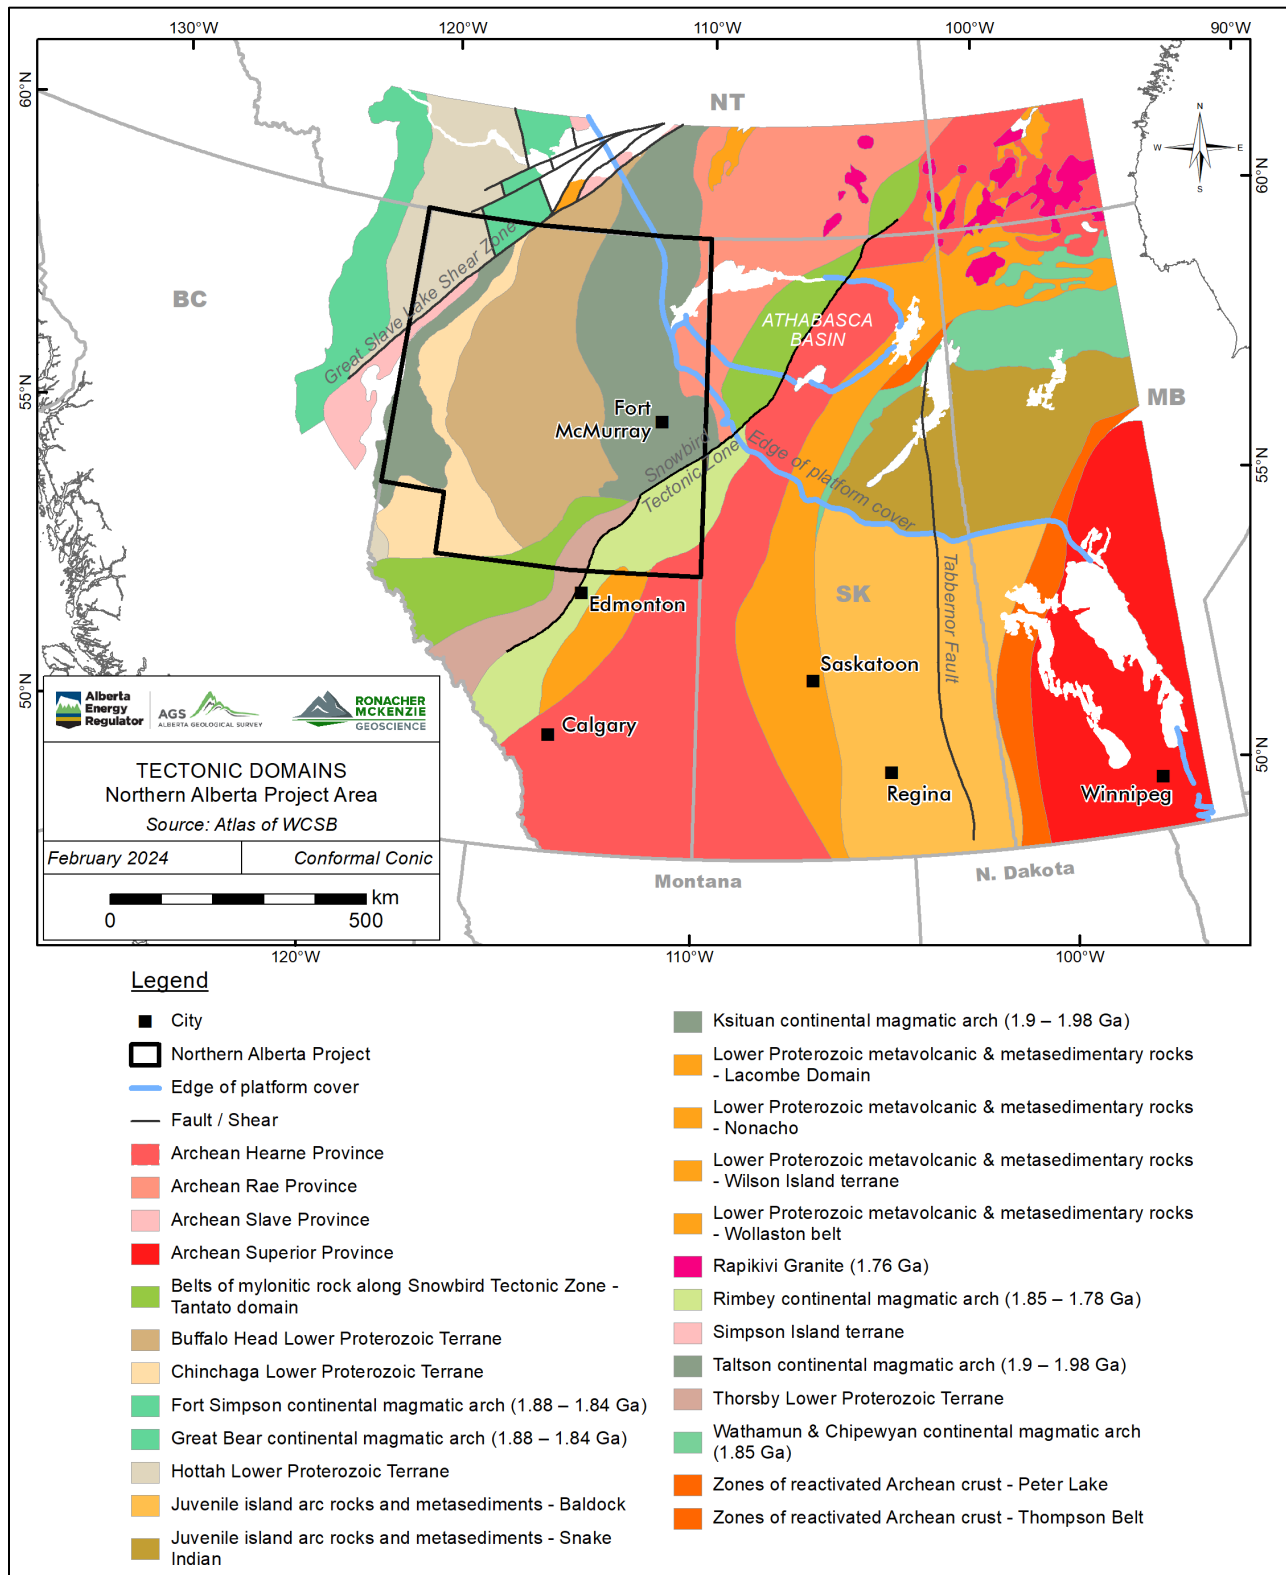 130°W 120°W 110°W 100°W 90°W
60°N
NT
N
W E
S
60°N
BC
Great Slave Lake Shear Zone
ATHABASCA
BASIN
55°N
MB
Fort
McMurray
Snowbird
Tectonic Zone
Edge of platform cover
55°N
Tabbernor Fault
SK
Edmonton
Saskatoon
50°N
Calgary
50°N
Regina
Winnipeg
Montana
N. Dakota
Alberta
Energy
Regulator
AGS
ALBERTA GEOLOGICAL SURVEY
RONACHER
MCKENZIE
GEOSCIENCE
TECTONIC DOMAINS
Northern Alberta Project Area
Source: Atlas of WCSB
February 2024 Conformal Conic
km
0 500
120°W 110°W 100°W
Legend
City
Northern Alberta Project
Edge of platform cover
Fault / Shear
Archean Hearne Province
Archean Rae Province
Archean Slave Province
Archean Superior Province
Belts of mylonitic rock along Snowbird Tectonic Zone -
Tantato domain
Buffalo Head Lower Proterozoic Terrane
Chinchaga Lower Proterozoic Terrane
Fort Simpson continental magmatic arch (1.88 – 1.84 Ga)
Great Bear continental magmatic arch (1.88 – 1.84 Ga)
Hottah Lower Proterozoic Terrane
Juvenile island arc rocks and metasediments - Baldock
Juvenile island arc rocks and metasediments - Snake
Indian
Ksituan continental magmatic arch (1.9 – 1.98 Ga)
Lower Proterozoic metavolcanic & metasedimentary rocks
- Lacombe Domain
Lower Proterozoic metavolcanic & metasedimentary rocks
- Nonacho
Lower Proterozoic metavolcanic & metasedimentary rocks
- Wilson Island terrane
Lower Proterozoic metavolcanic & metasedimentary rocks
- Wollaston belt
Rapikivi Granite (1.76 Ga)
Rimbey continental magmatic arch (1.85 – 1.78 Ga)
Simpson Island terrane
Taltson continental magmatic arch (1.9 – 1.98 Ga)
Thorsby Lower Proterozoic Terrane
Wathamun & Chipewyan continental magmatic arch
(1.85 Ga)
Zones of reactivated Archean crust - Peter Lake
Zones of reactivated Archean crust - Thompson Belt